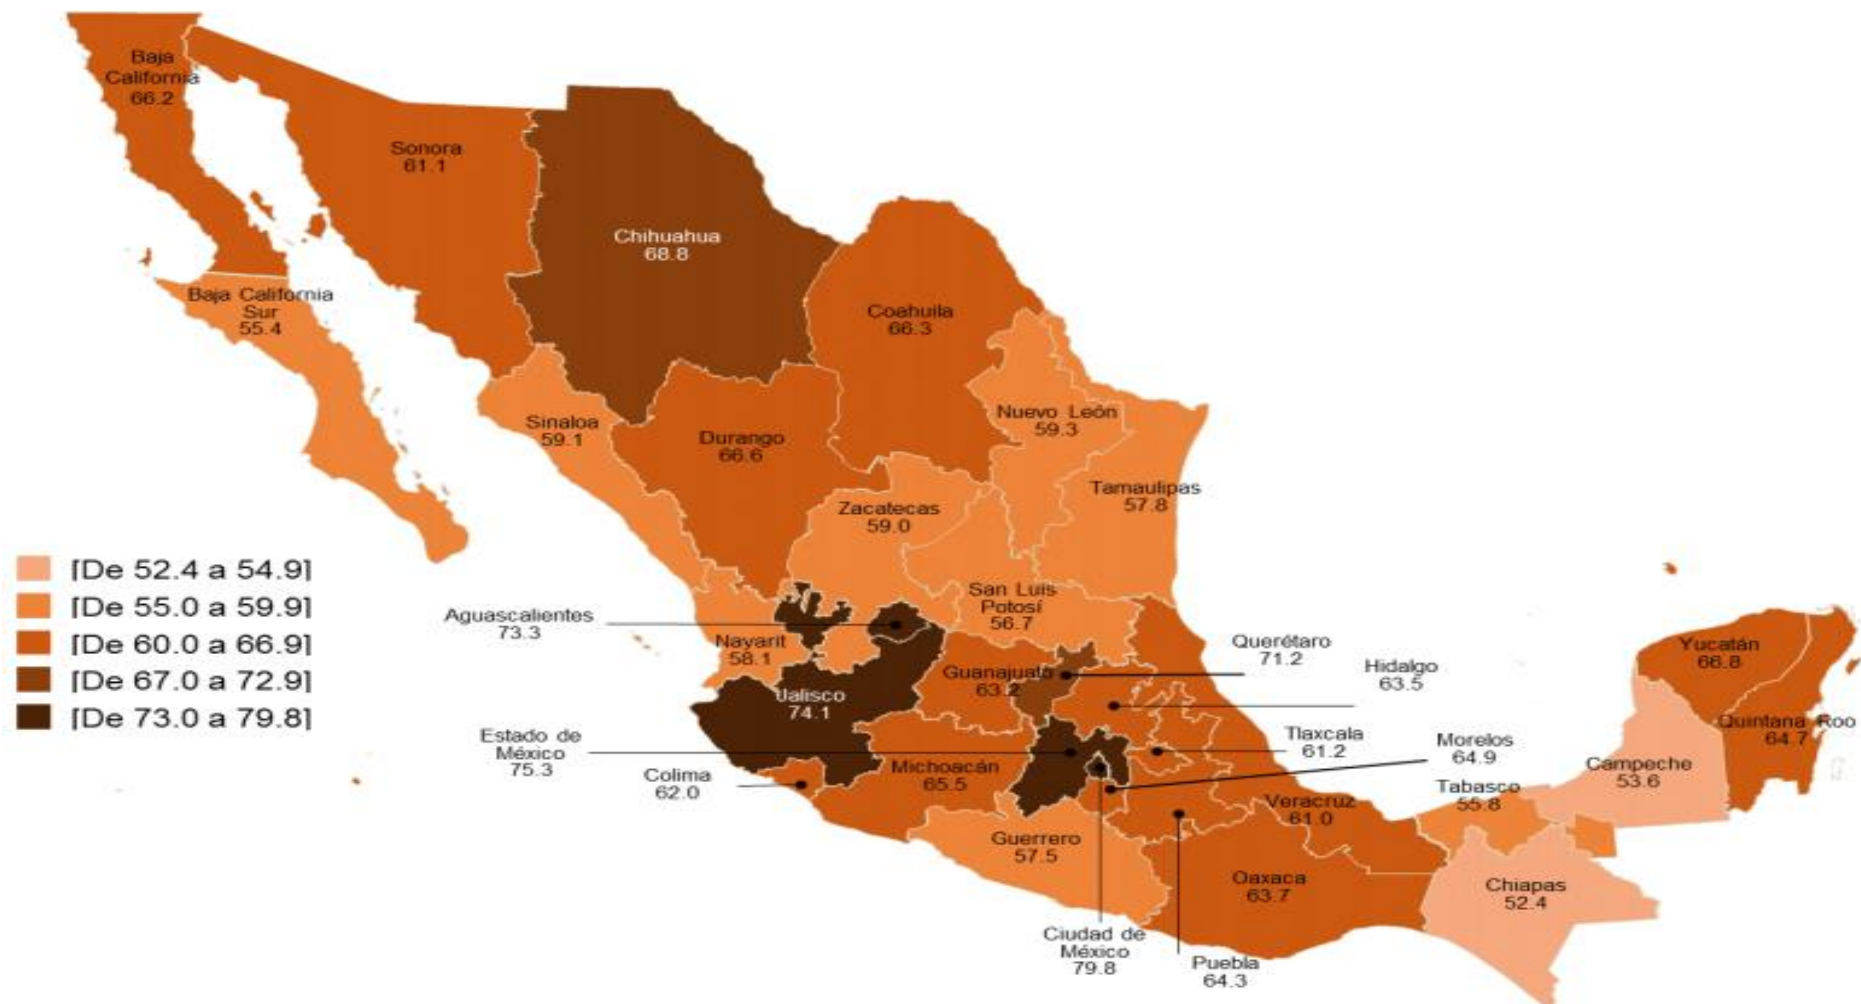 Baja
California
66.2
Sonora
61.1
Chihuahua
68.8
Baja California
Sur
55.4
Coahuila
66.3
Sinaloa
59.1
Durango
66.6
Nuevo León
59.3
Tamaulipas
57.8
Zacatecas
59.0
San Luis
Potosí
56.7
[De 52.4 a 54.9]
[De 55.0 a 59.9]
[De 60.0 a 66.9]
[De 67.0 a 72.9]
[De 73.0 a 79.8]
Aguascalientes
73.3
Nayarit
58.1
Jalisco
74.1
Guanajuato
63.2
Querétaro
71.2
Hidalgo
63.5
Estado de
México
75.3
Colima
62.0
Michoacán
65.5
Tlaxcala
61.2
Morelos
64.9
Guerrero
57.5
Veracruz
61.0
Tabasco
55.8
Campeche
53.6
Yucatán
66.8
Quintana Roo
64.7
Oaxaca
63.7
Chiapas
52.4
Ciudad de
México
79.8
Puebla
64.3